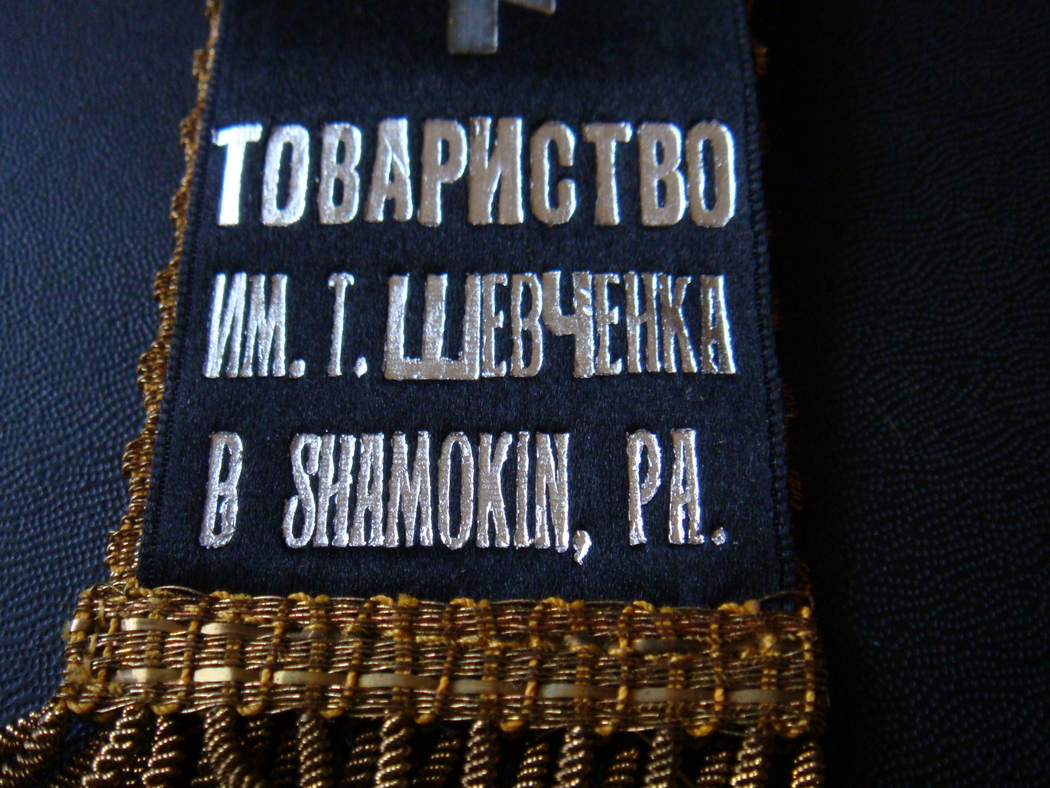 ТОВАРИСТВО
ИМ. Т. ШЕВЧЕНКА
В SHAMOKIN, PA.